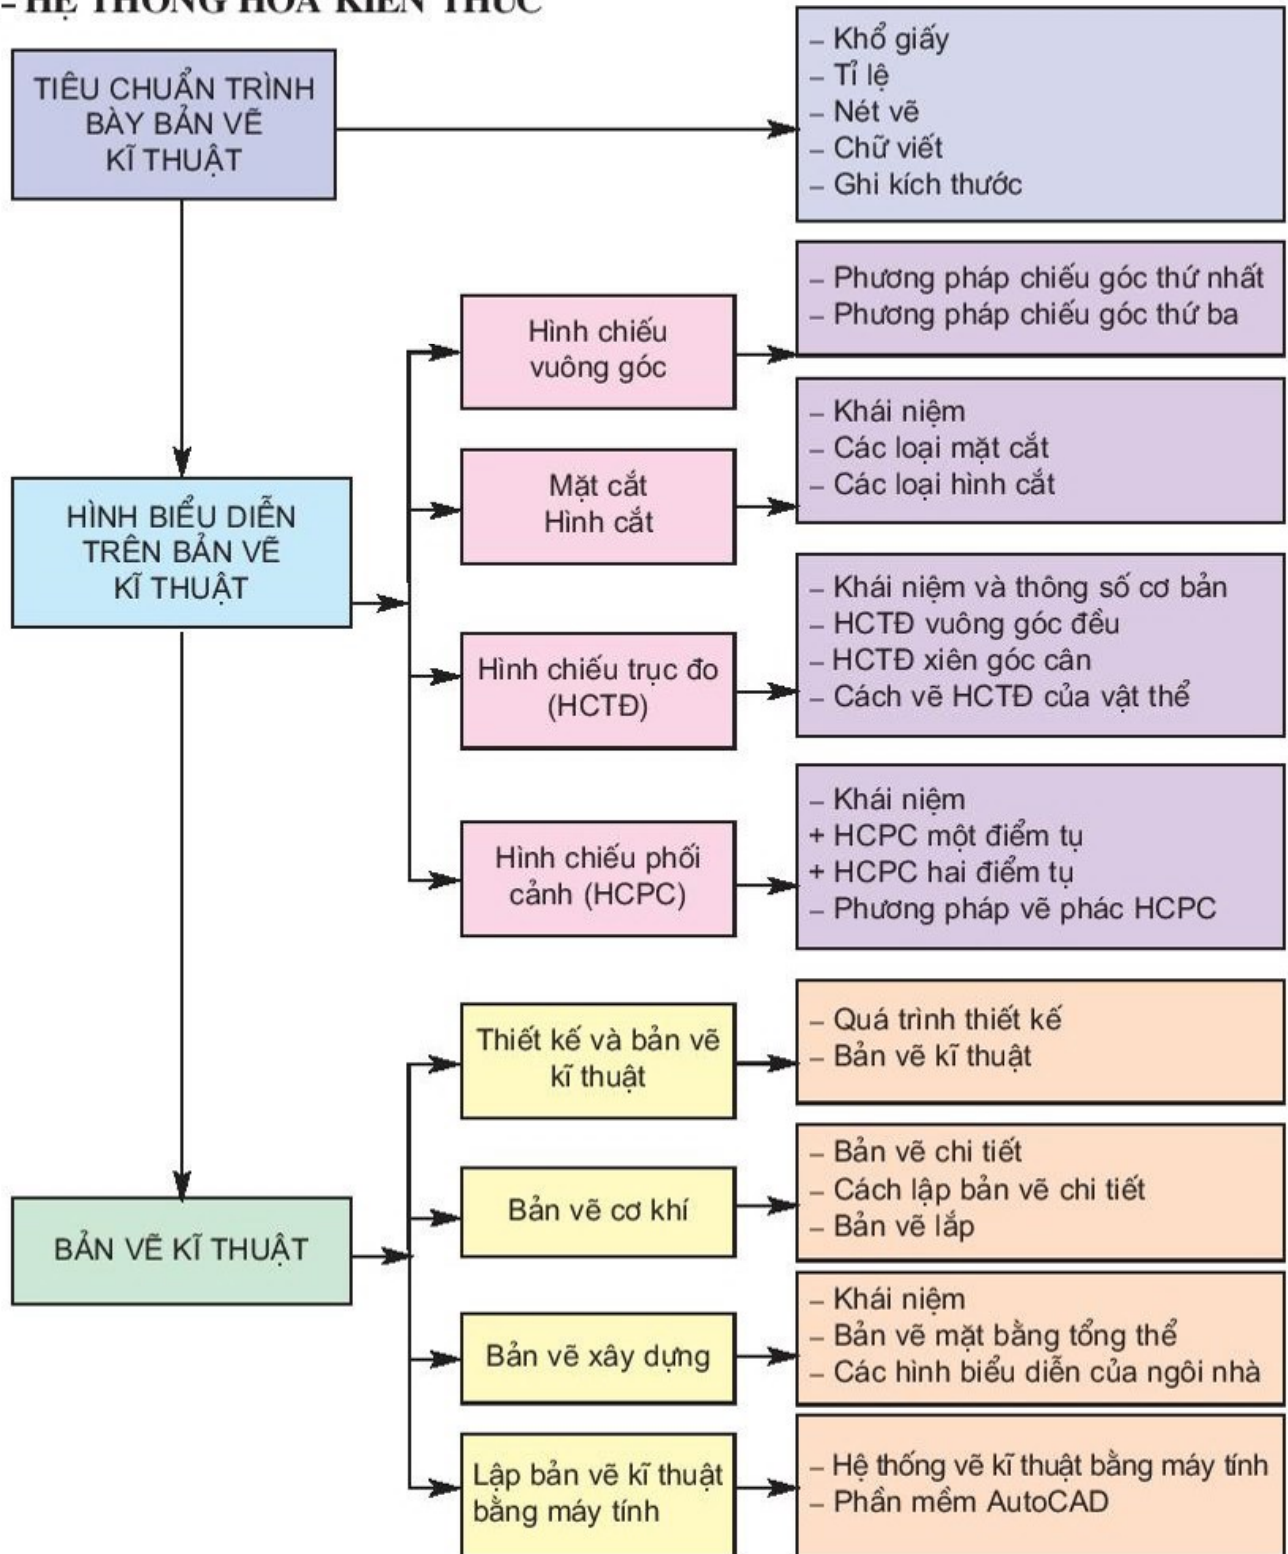 – HỆ THỐNG HÓA KIẾN THỨC
TIÊU CHUẨN TRÌNH
BÀY BẢN VẼ
KĨ THUẬT
– Khổ giấy
– Tỉ lệ
– Nét vẽ
– Chữ viết
– Ghi kích thước
HÌNH BIỂU DIỄN
TRÊN BẢN VẼ
KĨ THUẬT
Hình chiếu
vuông góc
– Phương pháp chiếu góc thứ nhất
– Phương pháp chiếu góc thứ ba
Mặt cắt
Hình cắt
– Khái niệm
– Các loại mặt cắt
– Các loại hình cắt
Hình chiếu trục đo
(HCTĐ)
– Khái niệm và thông số cơ bản
– HCTĐ vuông góc đều
– HCTĐ xiên góc cân
– Cách vẽ HCTĐ của vật thể
Hình chiếu phối
cảnh (HCPC)
– Khái niệm
+ HCPC một điểm tụ
+ HCPC hai điểm tụ
– Phương pháp vẽ phác HCPC
BẢN VẼ KĨ THUẬT
Thiết kế và bản vẽ
kĩ thuật
– Quá trình thiết kế
– Bản vẽ kĩ thuật
Bản vẽ cơ khí
– Bản vẽ chi tiết
– Cách lập bản vẽ chi tiết
– Bản vẽ lắp
Bản vẽ xây dựng
– Khái niệm
– Bản vẽ mặt bằng tổng thể
– Các hình biểu diễn của ngôi nhà
Lập bản vẽ kĩ thuật
bằng máy tính
– Hệ thống vẽ kĩ thuật bằng máy tính
– Phần mềm AutoCAD